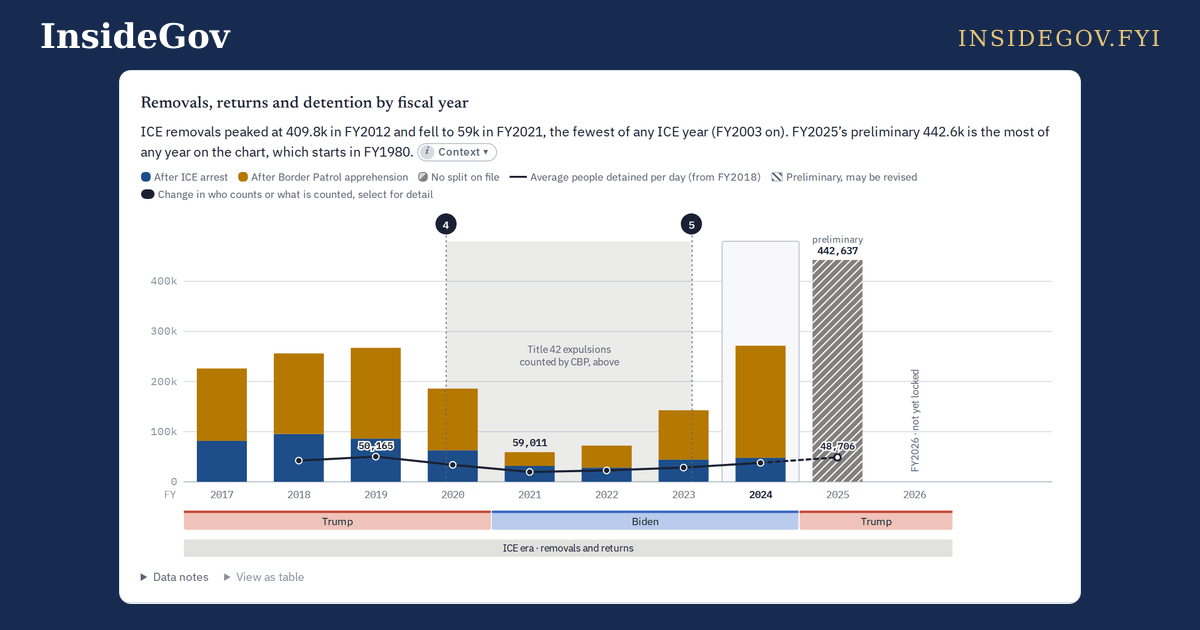 InsideGov
INSIDEGOV.FYI
Removals, returns and detention by fiscal year
ICE removals peaked at 409.8k in FY2012 and fell to 59k in FY2021, the fewest of any ICE year (FY2003 on). FY2025’s preliminary 442.6k is the most of
any year on the chart, which starts in FY1980. i Context ▾
After ICE arrest After Border Patrol apprehension No split on file Average people detained per day (from FY2018) Preliminary, may be revised
Change in who counts or what is counted, select for detail
4 5
preliminary
442,637
400k
300k
Title 42 expulsions
counted by CBP, above
200k
100k
50,165
59,011
48,706
FY2026 · not yet locked
0
FY 2017 2018 2019 2020 2021 2022 2023 2024 2025 2026
Trump Biden Trump
ICE era · removals and returns
▶ Data notes ▶ View as table